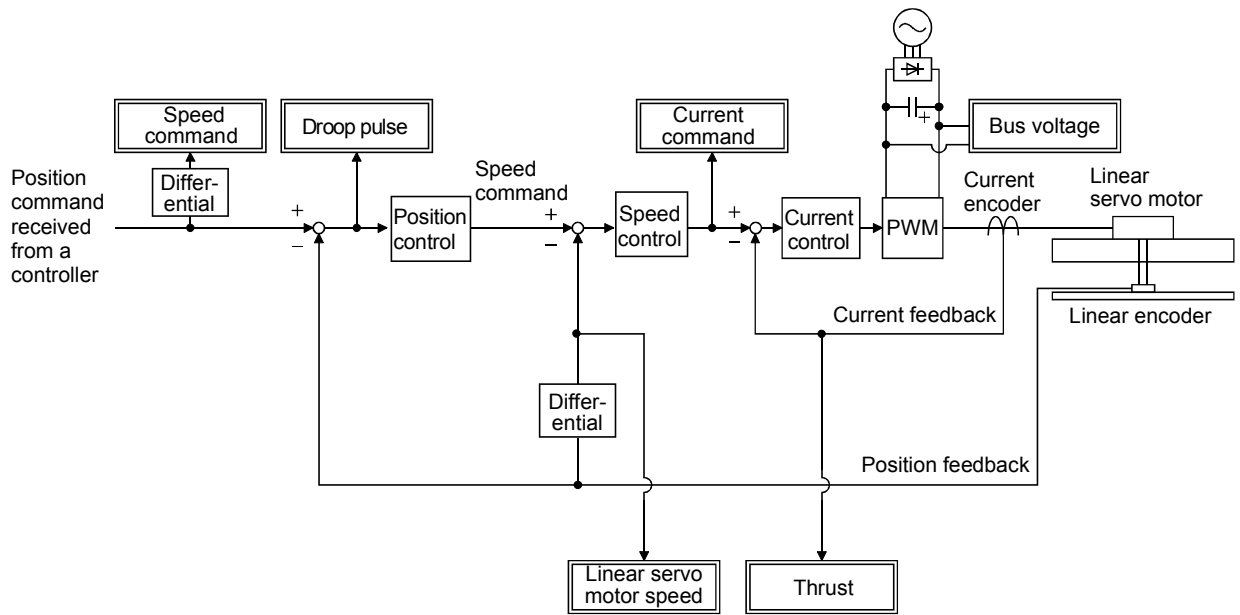 Speed
command
Droop pulse
Current
command
Bus voltage
Position
command
received
from a
controller
Differ-
ential
+
−
Position
control
Speed
command
+
−
Speed
control
+
−
Current
control
PWM
+
Current
encoder
Linear
servo motor
Current feedback
Linear encoder
Differ-
ential
Position feedback
Linear servo
motor speed
Thrust